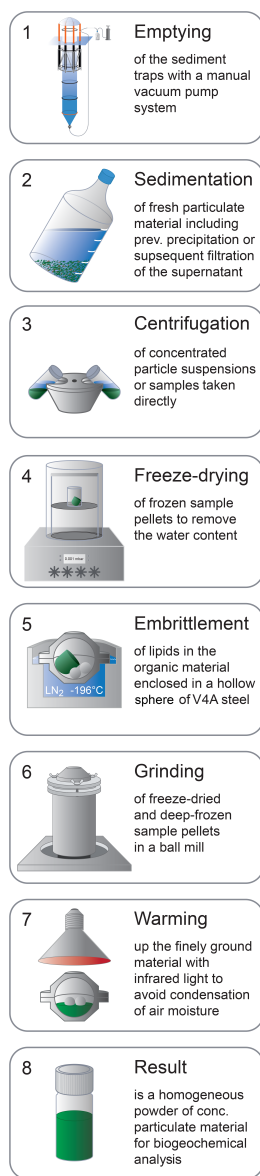 1 Emptying
of the sediment
traps with a manual
vacuum pump
system
2 Sedimentation
of fresh particulate
material including
prev. precipitation or
supsequent filtration
of the supernatant
3 Centrifugation
of concentrated
particle suspensions
or samples taken
directly
4 Freeze-drying
of frozen sample
pellets to remove
the water content
0.001 mbar
5 Embrittlement
of lipids in the
organic material
enclosed in a hollow
sphere of V4A steel
LN2 -196°C
6 Grinding
of freeze-dried
and deep-frozen
sample pellets
in a ball mill
7 Warming
up the finely ground
material with
infrared light to
avoid condensation
of air moisture
8 Result
is a homogeneous
powder of conc.
particulate material
for biogeochemical
analysis